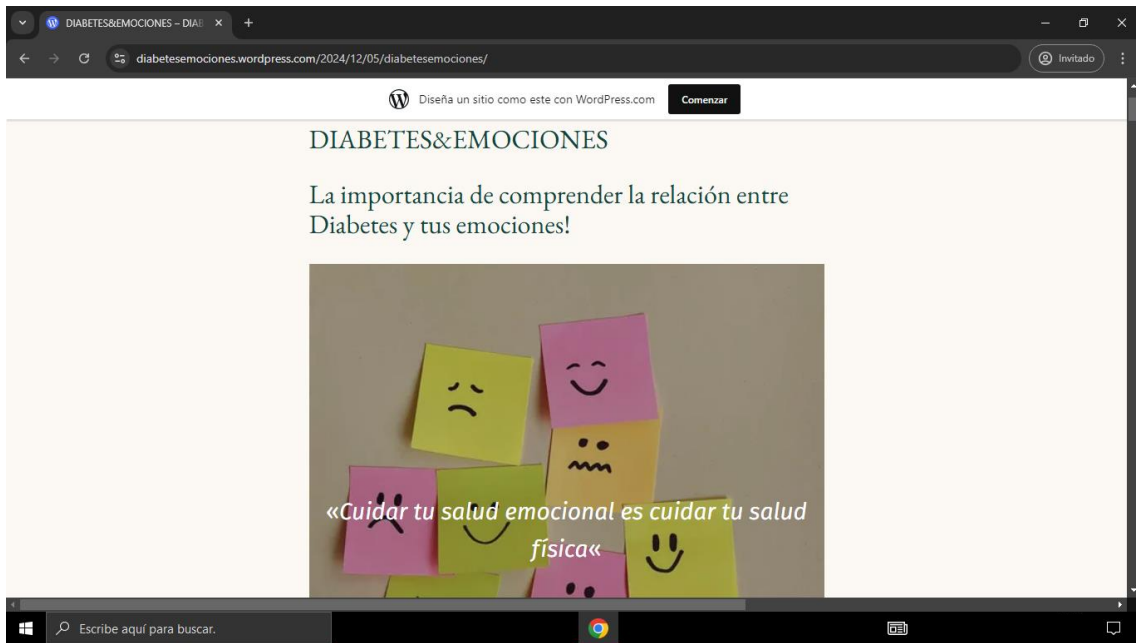 DIABETES&EMOCIONES – DIAB
diabetesemociones.wordpress.com/2024/12/05/diabetesemociones/
Invitado
Diseña un sitio como este con WordPress.com
Comenzar
DIABETES&EMOCIONES
La importancia de comprender la relación entre
Diabetes y tus emociones!
«Cuidar tu salud emocional es cuidar tu salud
física«
Escribe aquí para buscar.